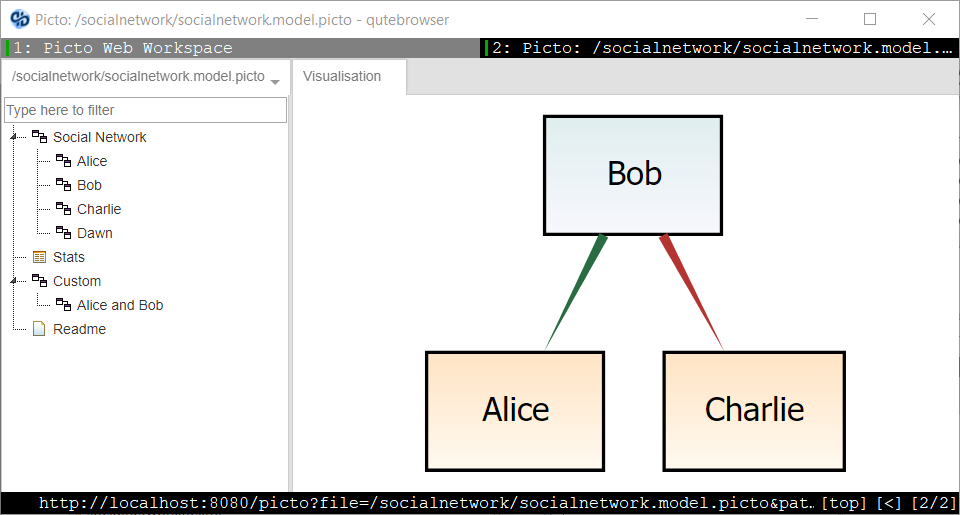 Picto: /socialnetwork/socialnetwork.model.picto - qutebrowser
1: Picto Web Workspace
2: Picto: /socialnetwork/socialnetwork.model.…
/socialnetwork/socialnetwork.model.picto
Visualisation
Type here to filter
Social Network
Alice
Bob
Charlie
Dawn
Stats
Custom
Alice and Bob
Readme
Bob
Alice
Charlie
http://localhost:8080/picto?file=/socialnetwork/socialnetwork.model.picto&pat… [top] [<] [2/2]